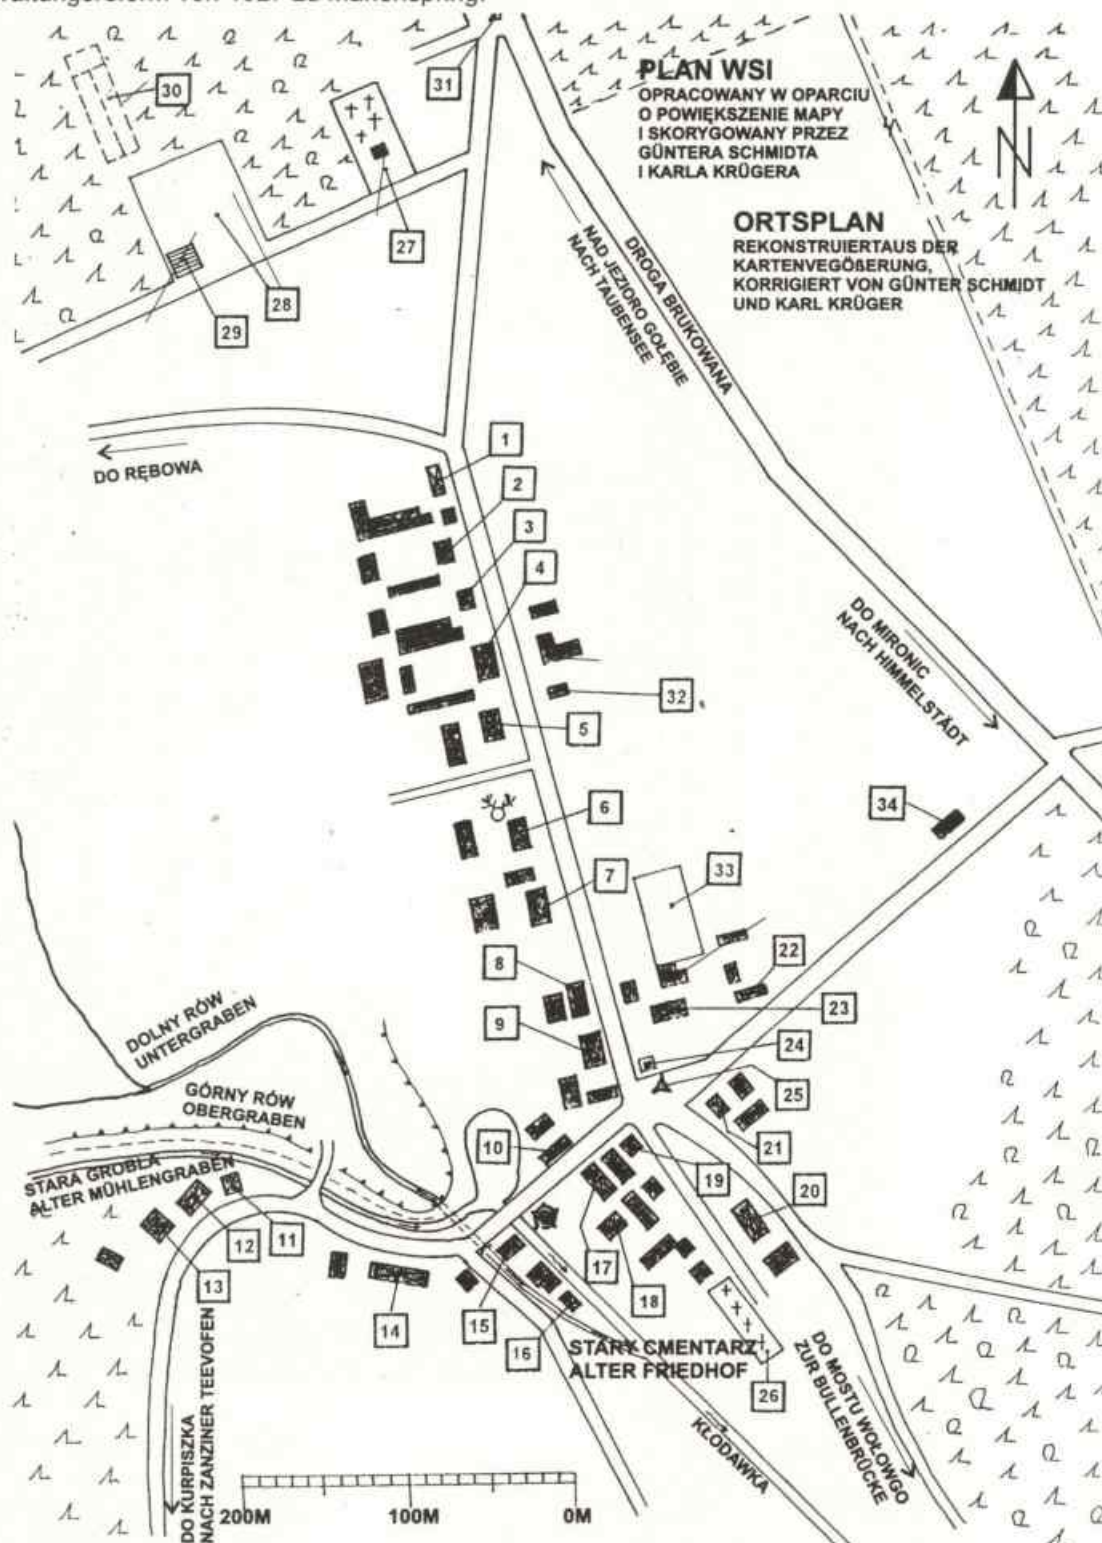 PLAN WSI
OPRACOWANY W OPARCIU
O POWIĘKSZENIE MAPY
I SKORYGOWANY PRZEZ
GÜNTERA SCHMIDTA
I KARLA KRÜGERA
N
ORTSPLAN
REKONSTRUIERTAUS DER
KARTENVEGÖßERUNG,
KORRIGIERT VON GÜNTER SCHMIDT
UND KARL KRÜGER
30
31
27
28
29
NAD JEZIORO GOŁĘBIE
NACH TAUBENSEE
DROGA BRUKOWANA
DO RĘBOWA
1
2
3
4
32
5
DO MIRONIC
NACH HIMMELSTÄDT
6
34
7
33
8
22
9
23
24
25
DOLNY RÓW
UNTERGRABEN
GÓRNY RÓW
OBERGRABEN
STARA GROBLA
ALTER MÜHLENGRABEN
10
21
19
20
11
12
13
14
15
16
17
18
STARY CMENTARZ
ALTER FRIEDHOF
26
DO MOSTU WOŁOWGO
ZUR BULLENBRÜCKE
KŁODAWKA
DO KURPISZKA
NACH ZANZINER TEEVOFEN
200M
100M
0M